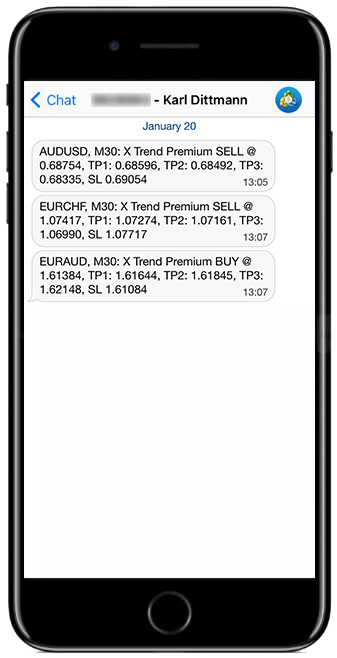 Chat
- Karl Dittmann
January 20
AUDUSD, M30: X Trend Premium SELL @
0.68754, TP1: 0.68596, TP2: 0.68492, TP3:
0.68335, SL 0.69054
13:05
EURCHF, M30: X Trend Premium SELL @
1.07417, TP1: 1.07274, TP2: 1.07161, TP3:
1.06990, SL 1.07717
13:07
EURAUD, M30: X Trend Premium BUY @
1.61384, TP1: 1.61644, TP2: 1.61845, TP3:
1.62148, SL 1.61084
13:07